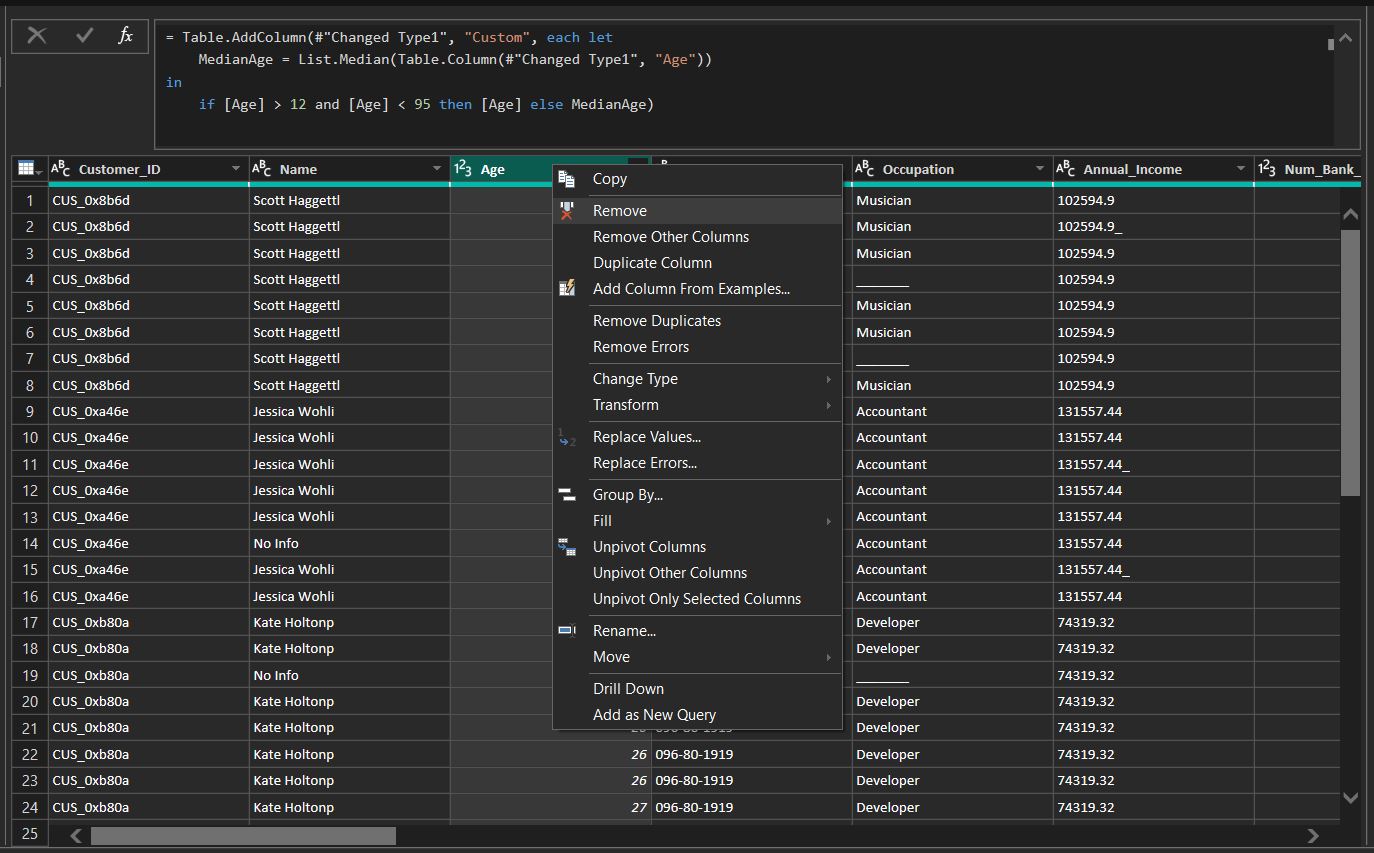 fx
= Table.AddColumn(#"Changed Type1", "Custom", each let
MedianAge = List.Median(Table.Column(#"Changed Type1", "Age"))
in
if [Age] > 12 and [Age] < 95 then [Age] else MedianAge)
ABC Customer_ID ABC Name 123 Age ABC Occupation ABC Annual_Income 123 Num_Bank_
1 CUS_0x8b6d Scott Haggettl Musician 102594.9
2 CUS_0x8b6d Scott Haggettl Musician 102594.9_
3 CUS_0x8b6d Scott Haggettl Musician 102594.9
4 CUS_0x8b6d Scott Haggettl _______ 102594.9
5 CUS_0x8b6d Scott Haggettl Musician 102594.9
6 CUS_0x8b6d Scott Haggettl Musician 102594.9
7 CUS_0x8b6d Scott Haggettl _______ 102594.9
8 CUS_0x8b6d Scott Haggettl Musician 102594.9
9 CUS_0xa46e Jessica Wohli Accountant 131557.44
10 CUS_0xa46e Jessica Wohli Accountant 131557.44
11 CUS_0xa46e Jessica Wohli Accountant 131557.44_
12 CUS_0xa46e Jessica Wohli Accountant 131557.44
13 CUS_0xa46e Jessica Wohli Accountant 131557.44
14 CUS_0xa46e No Info Accountant 131557.44
15 CUS_0xa46e Jessica Wohli Accountant 131557.44_
16 CUS_0xa46e Jessica Wohli Accountant 131557.44
17 CUS_0xb80a Kate Holtonp Developer 74319.32
18 CUS_0xb80a Kate Holtonp Developer 74319.32
19 CUS_0xb80a No Info _______ 74319.32
20 CUS_0xb80a Kate Holtonp Developer 74319.32
21 CUS_0xb80a Kate Holtonp Developer 74319.32
22 CUS_0xb80a Kate Holtonp 26 096-80-1919 Developer 74319.32
23 CUS_0xb80a Kate Holtonp 26 096-80-1919 Developer 74319.32
24 CUS_0xb80a Kate Holtonp 27 096-80-1919 Developer 74319.32
25
Copy
Remove
Remove Other Columns
Duplicate Column
Add Column From Examples...
Remove Duplicates
Remove Errors
Change Type
Transform
1 2 Replace Values...
Replace Errors...
Group By...
Fill
Unpivot Columns
Unpivot Other Columns
Unpivot Only Selected Columns
Rename...
Move
Drill Down
Add as New Query